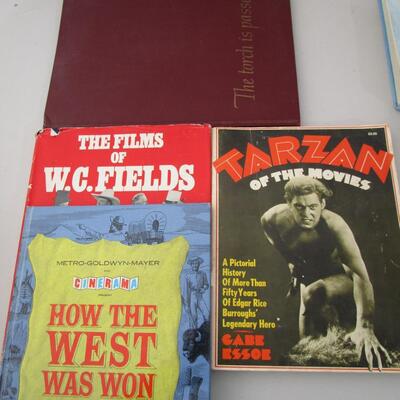 The torch is passe
THE FILMS
OF
W.C. FIELDS
METRO-GOLDWYN-MAYER
CINERAMA
HOW THE
WEST
WAS WON
TARZAN
OF THE MOVIES
A Pictorial
History
Of More Than
Fifty Years
Of Edgar Rice
Burroughs'
Legendary Hero
GABE
ESSOE